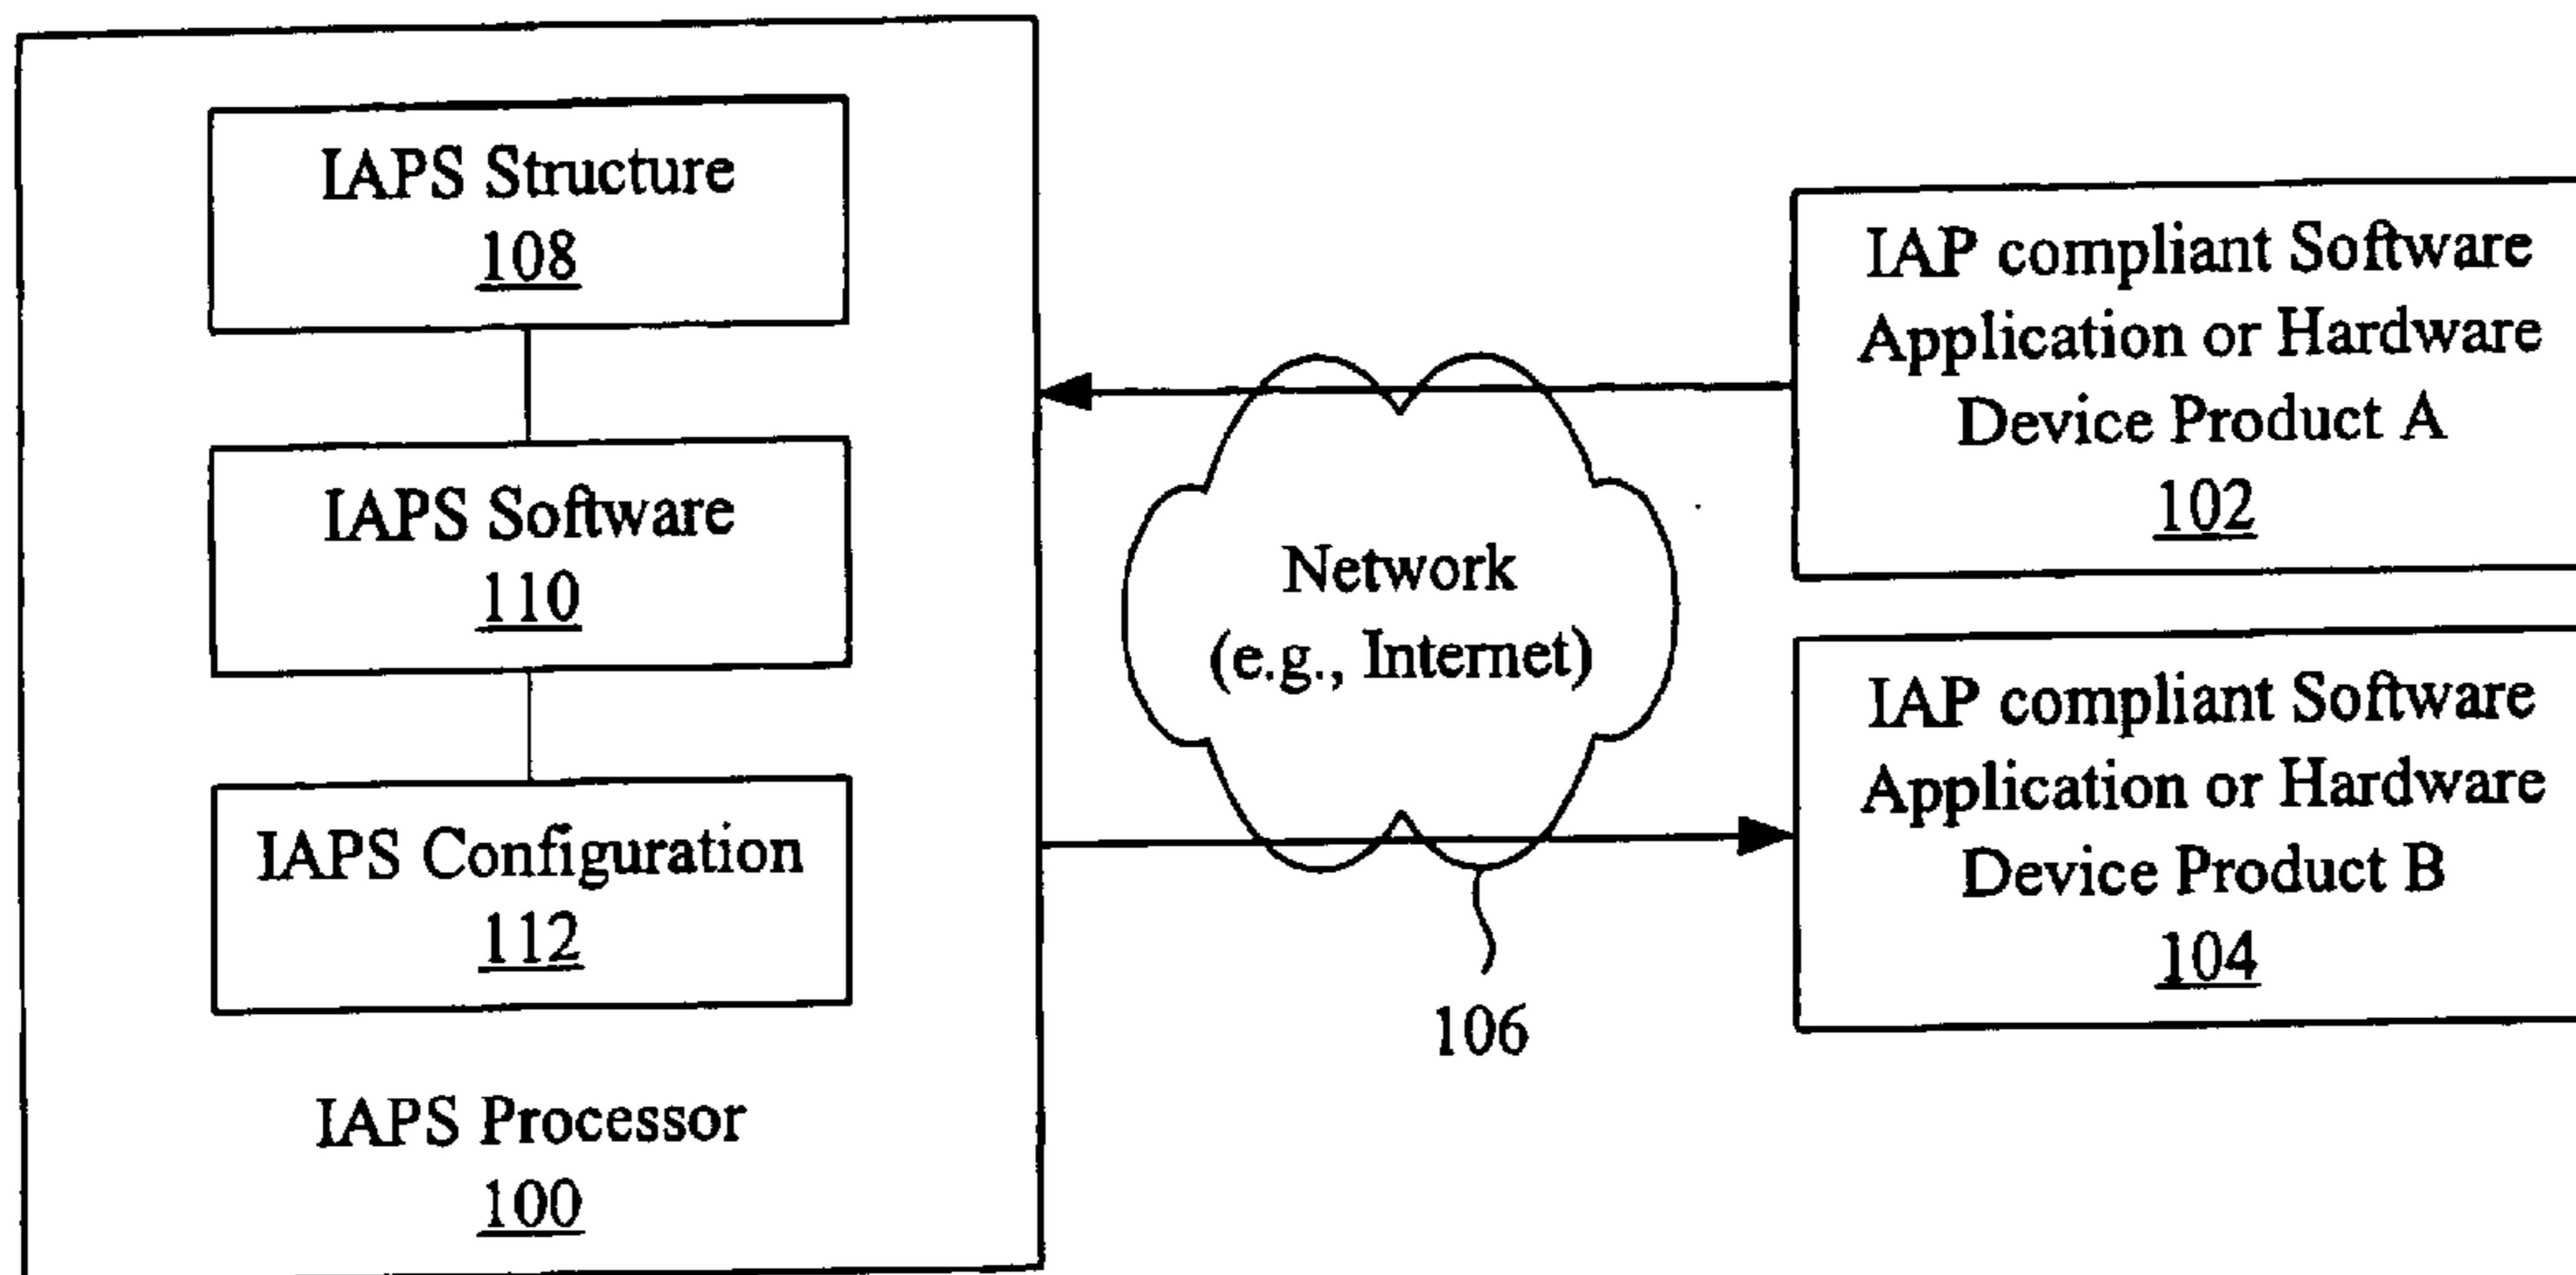 IAPS Structure
108
IAPS Software
110
IAPS Configuration
112
IAPS Processor
100
Network
(e.g., Internet)
106
IAP compliant Software
Application or Hardware
Device Product A
102
IAP compliant Software
Application or Hardware
Device Product B
104